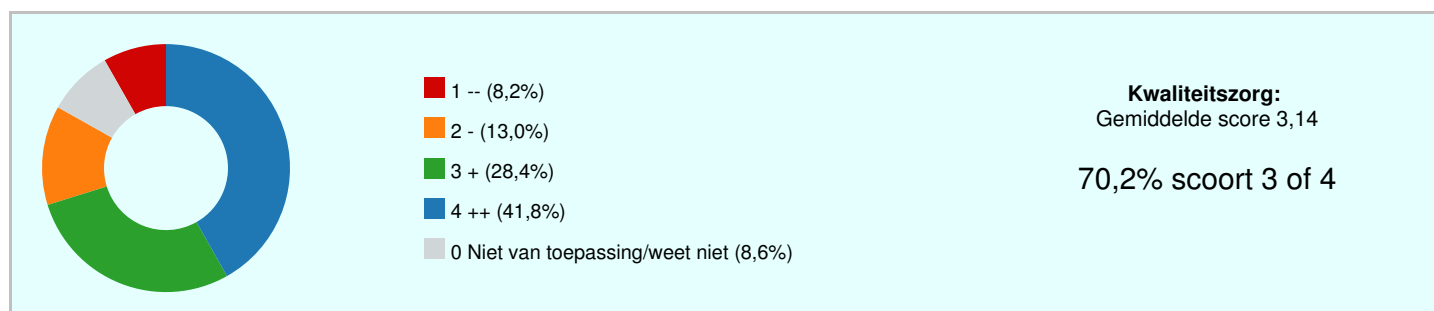 1 -- (8,2%)
2 - (13,0%)
3 + (28,4%)
4 ++ (41,8%)
0 Niet van toepassing/weet niet (8,6%)
Kwaliteitszorg:
Gemiddelde score 3,14
70,2% scoort 3 of 4